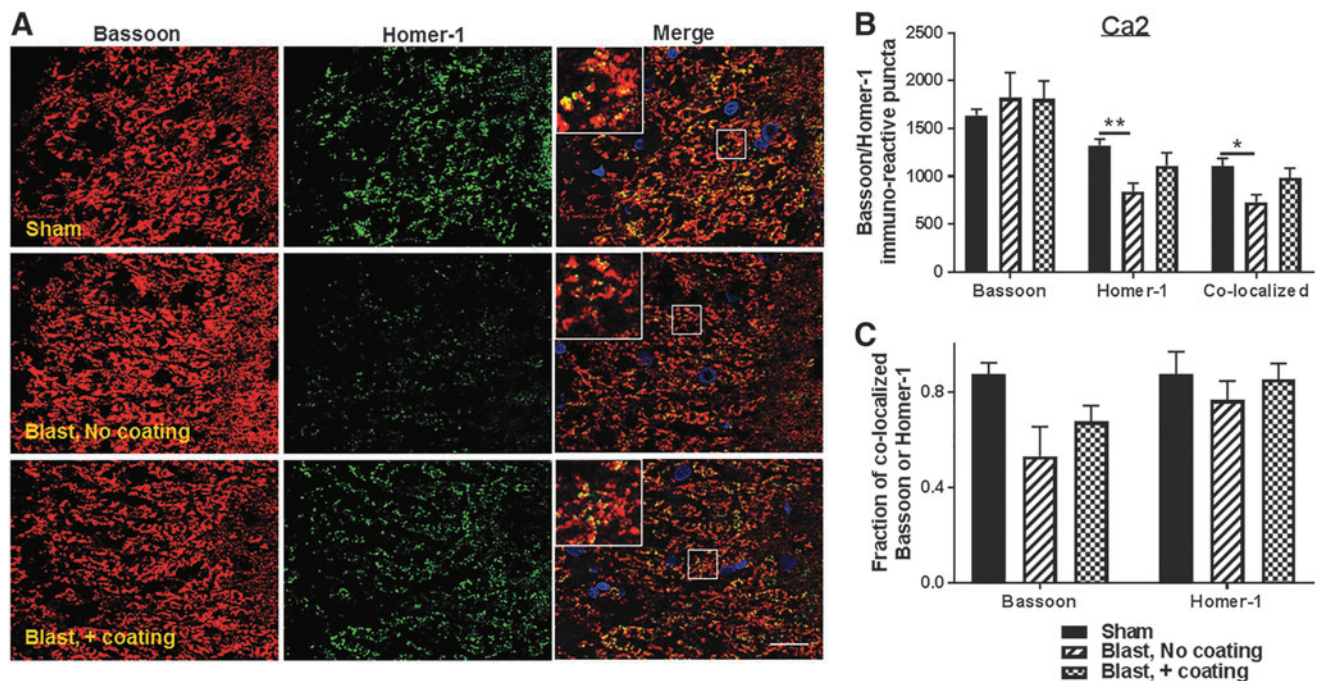 A
Bassoon
Homer-1
Merge
Sham
Blast, No coating
Blast, + coating
B
Ca2
Bassoon/Homer-1
immuno-reactive puncta
2500
2000
1500
1000
500
0
**
*
Bassoon
Homer-1
Co-localized
C
Fraction of co-localized
Bassoon or Homer-1
0.8
0.4
0.0
Bassoon
Homer-1
Sham
Blast, No coating
Blast, + coating